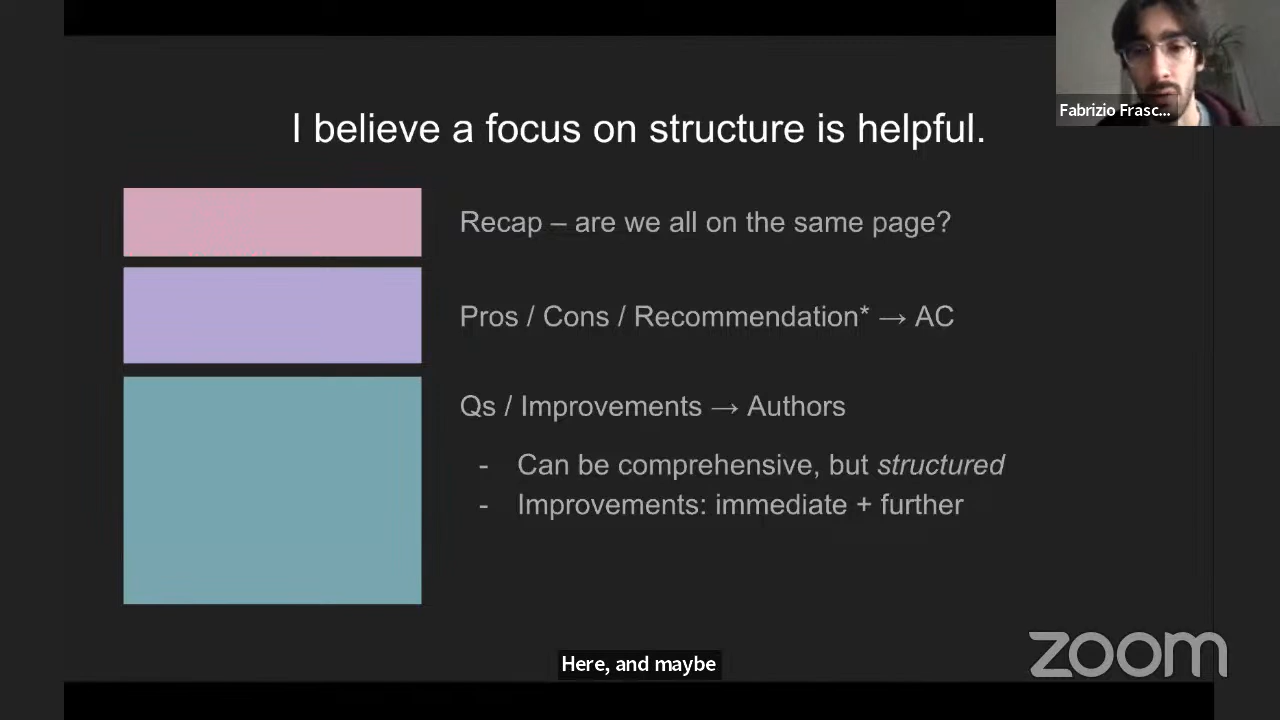 I believe a focus on structure is helpful.
Fabrizio Frasc...
Recap – are we all on the same page?
Pros / Cons / Recommendation* → AC
Qs / Improvements → Authors
- Can be comprehensive, but structured
- Improvements: immediate + further
Here, and maybe
zoom